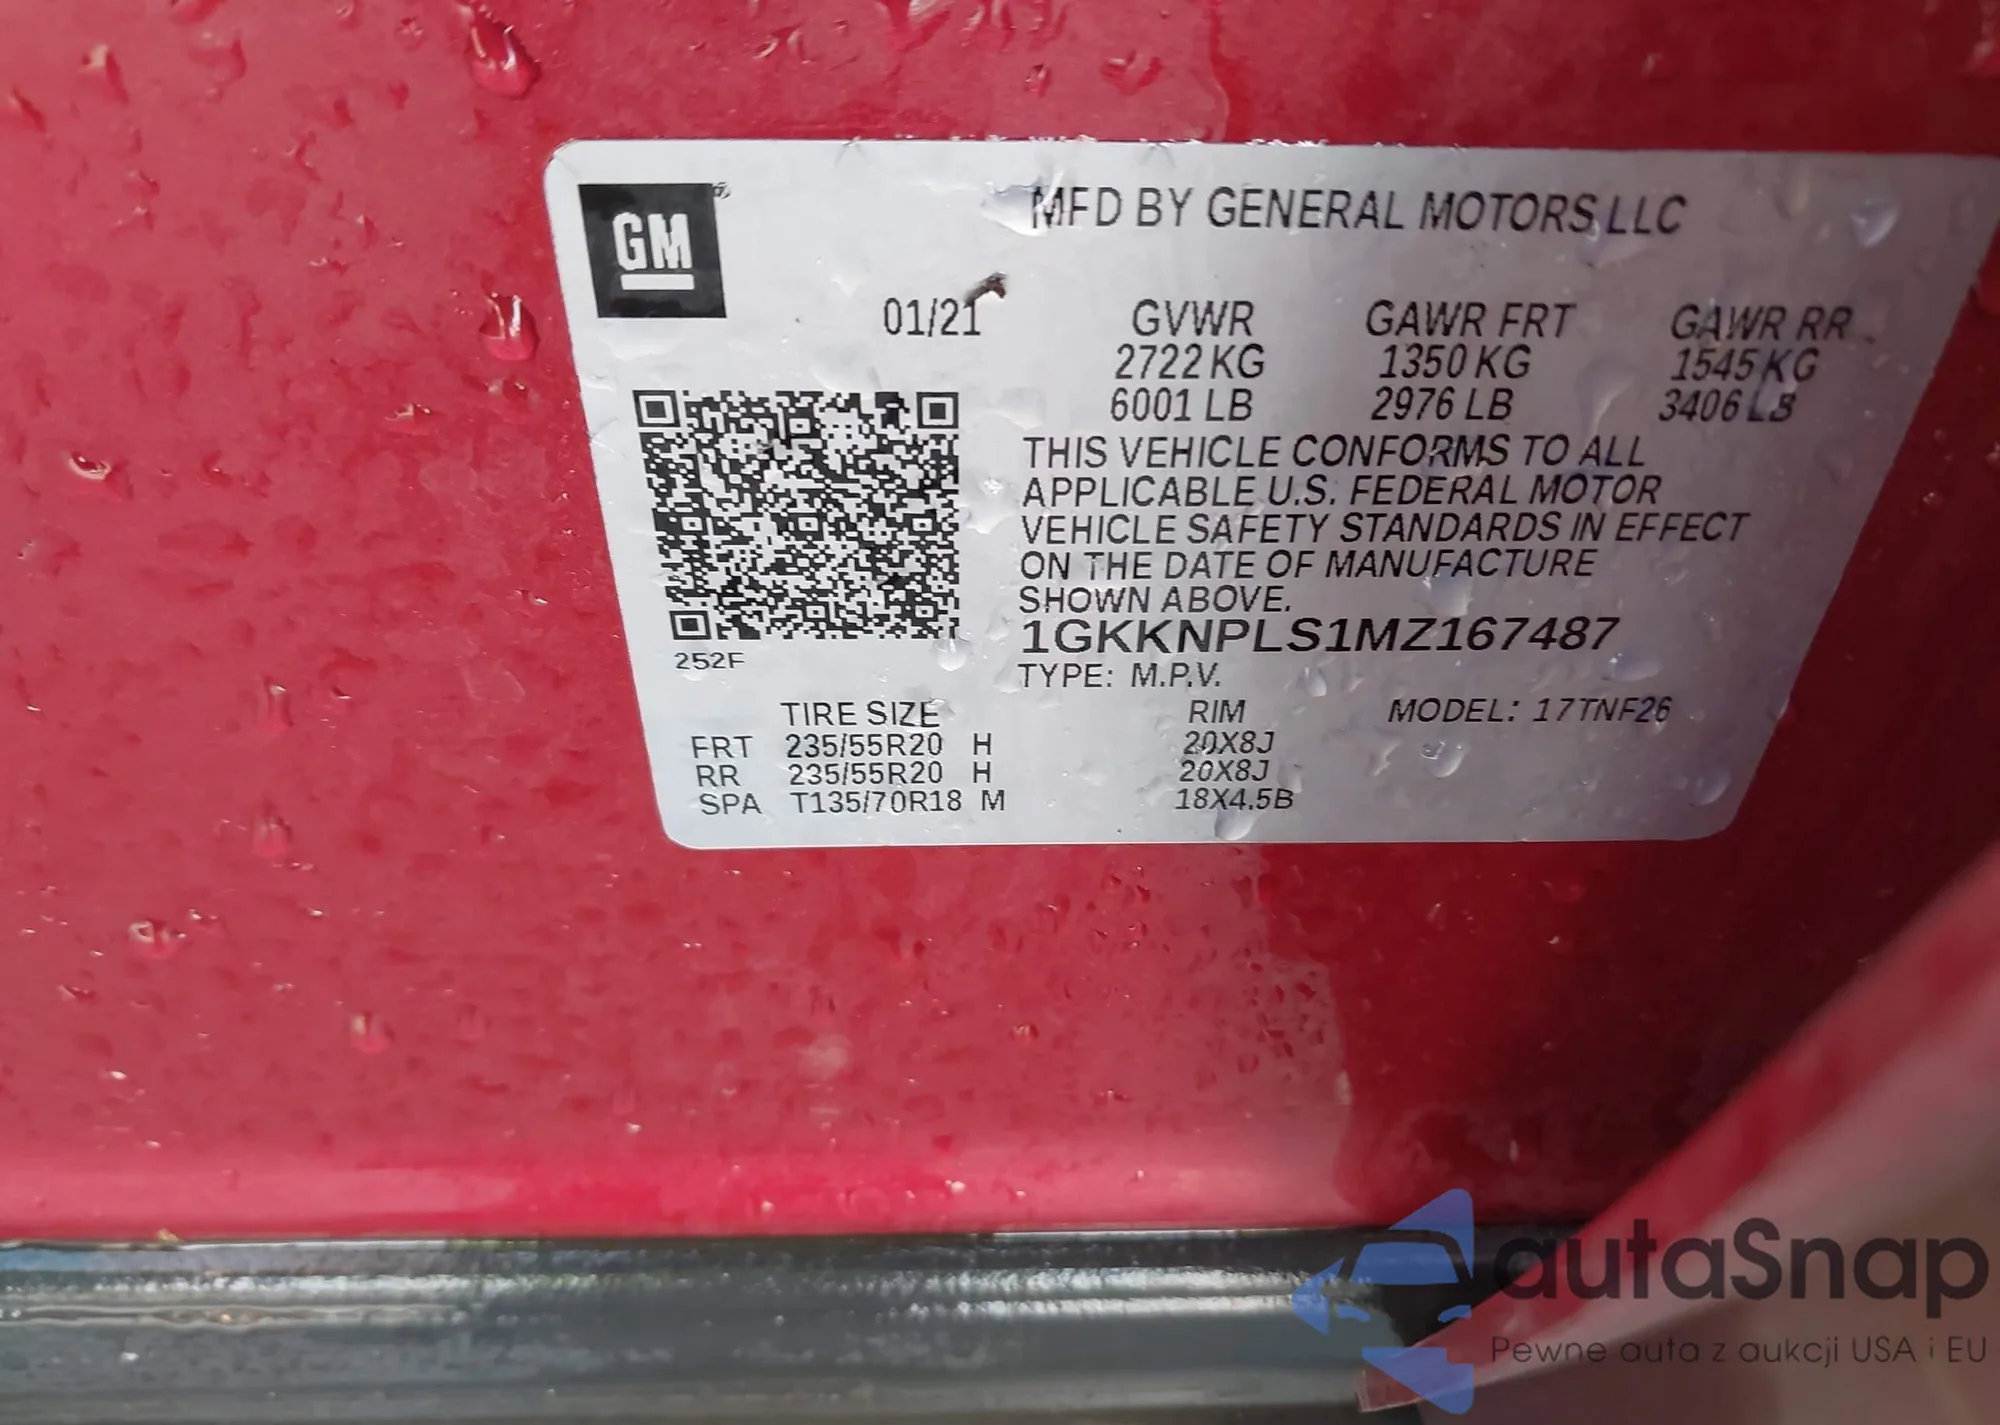 GM
MFD BY GENERAL MOTORS LLC
01/21 GVWR GAWR FRT GAWR RR
2722 KG 1350 KG 1545 KG
6001 LB 2976 LB 3406 LB
THIS VEHICLE CONFORMS TO ALL
APPLICABLE U.S. FEDERAL MOTOR
VEHICLE SAFETY STANDARDS IN EFFECT
ON THE DATE OF MANUFACTURE
SHOWN ABOVE.
1GKKNPLS1MZ167487
252F
TYPE: M.P.V.
TIRE SIZE RIM MODEL: 17TNF26
FRT 235/55R20 H 20X8J
RR 235/55R20 H 20X8J
SPA T135/70R18 M 18X4.5B
autaSnap
Pewne auta z aukcji USA i EU